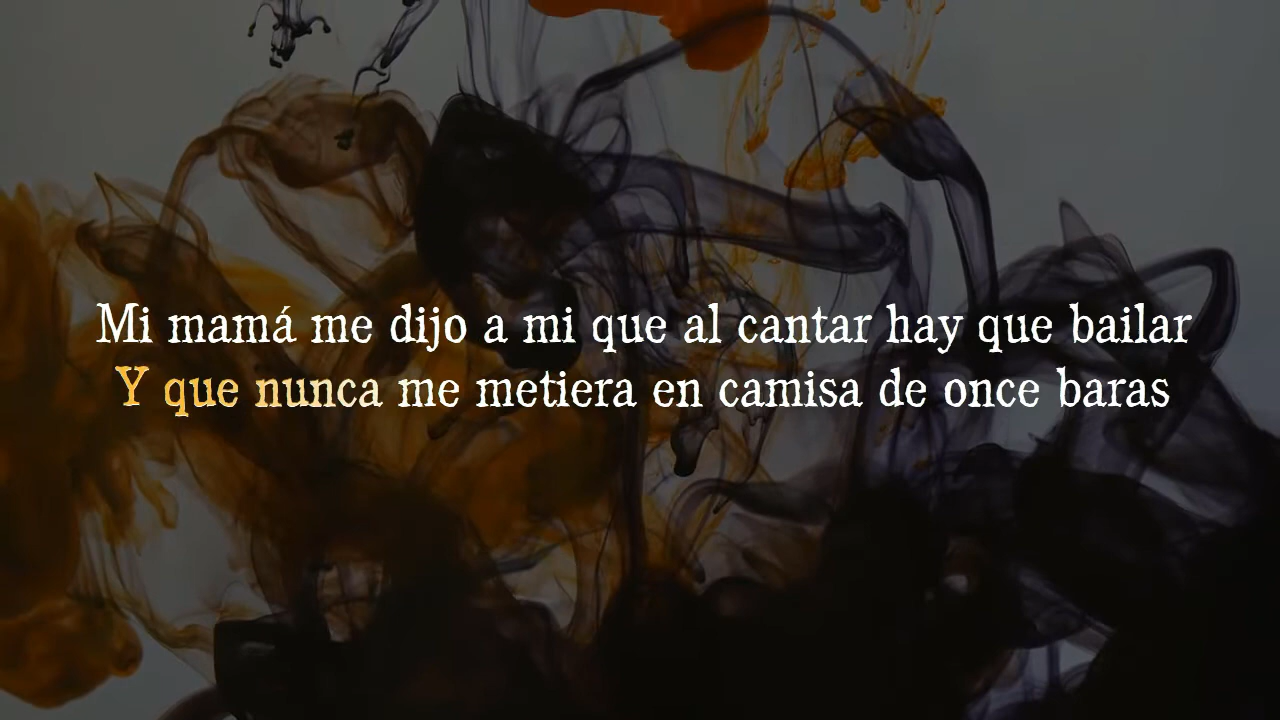 Mi mamá me dijo a mi que al cantar hay que bailar
Y que nunca me metiera en camisa de once baras